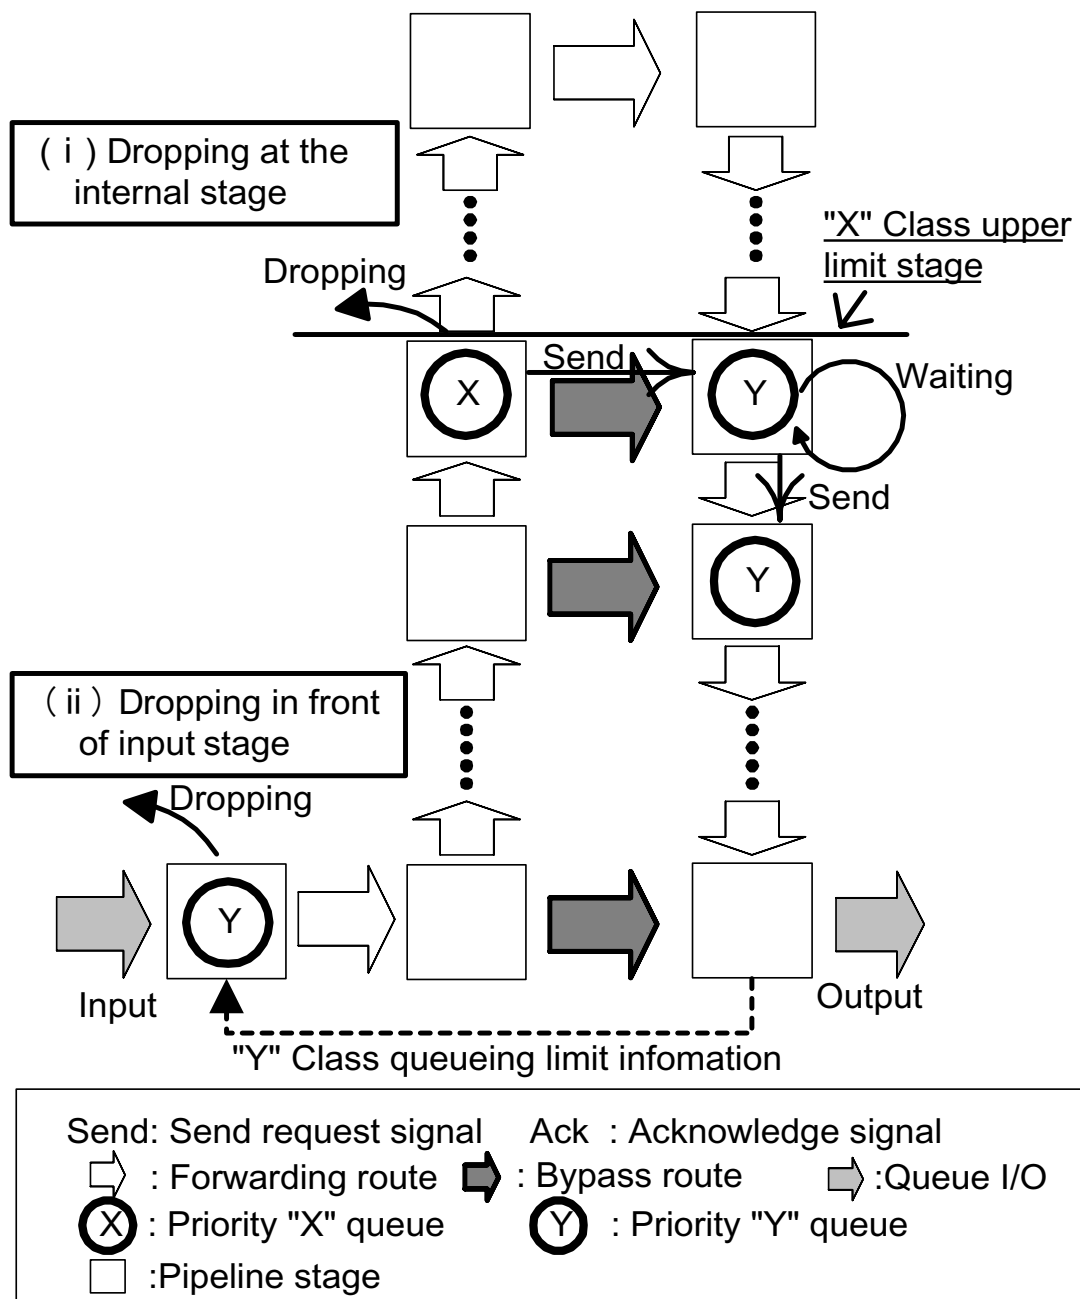 ( i ) Dropping at the
internal stage
"X" Class upper
limit stage
Dropping
Send
X
Y
Waiting
Send
Y
( ii ) Dropping in front
of input stage
Dropping
Y
Input
Output
"Y" Class queueing limit infomation
Send: Send request signal Ack : Acknowledge signal
: Forwarding route : Bypass route :Queue I/O
X : Priority "X" queue Y : Priority "Y" queue
:Pipeline stage